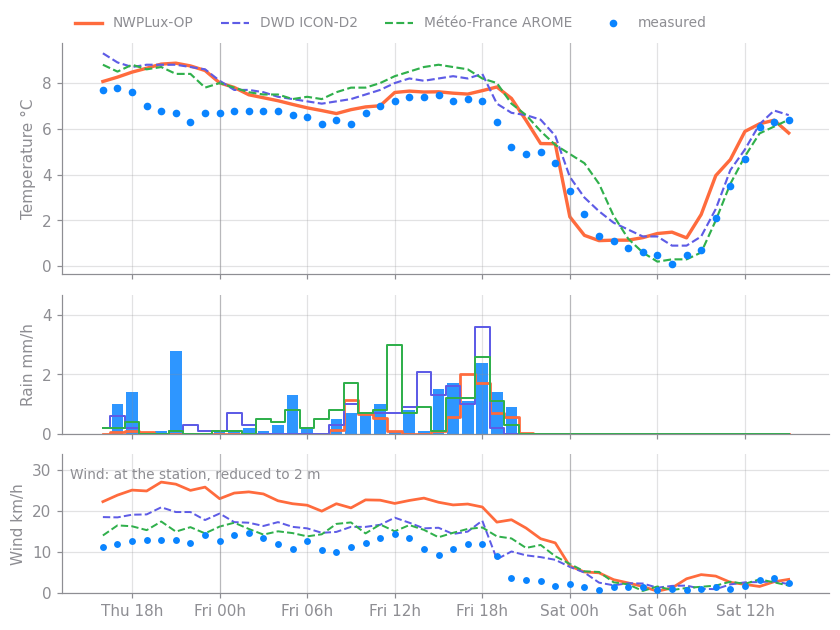 NWPLux-OP DWD ICON-D2 Météo-France AROME measured
Temperature °C
8
6
4
2
0
Rain mm/h
4
2
0
Wind km/h
Wind: at the station, reduced to 2 m
30
20
10
0
Thu 18h Fri 00h Fri 06h Fri 12h Fri 18h Sat 00h Sat 06h Sat 12h